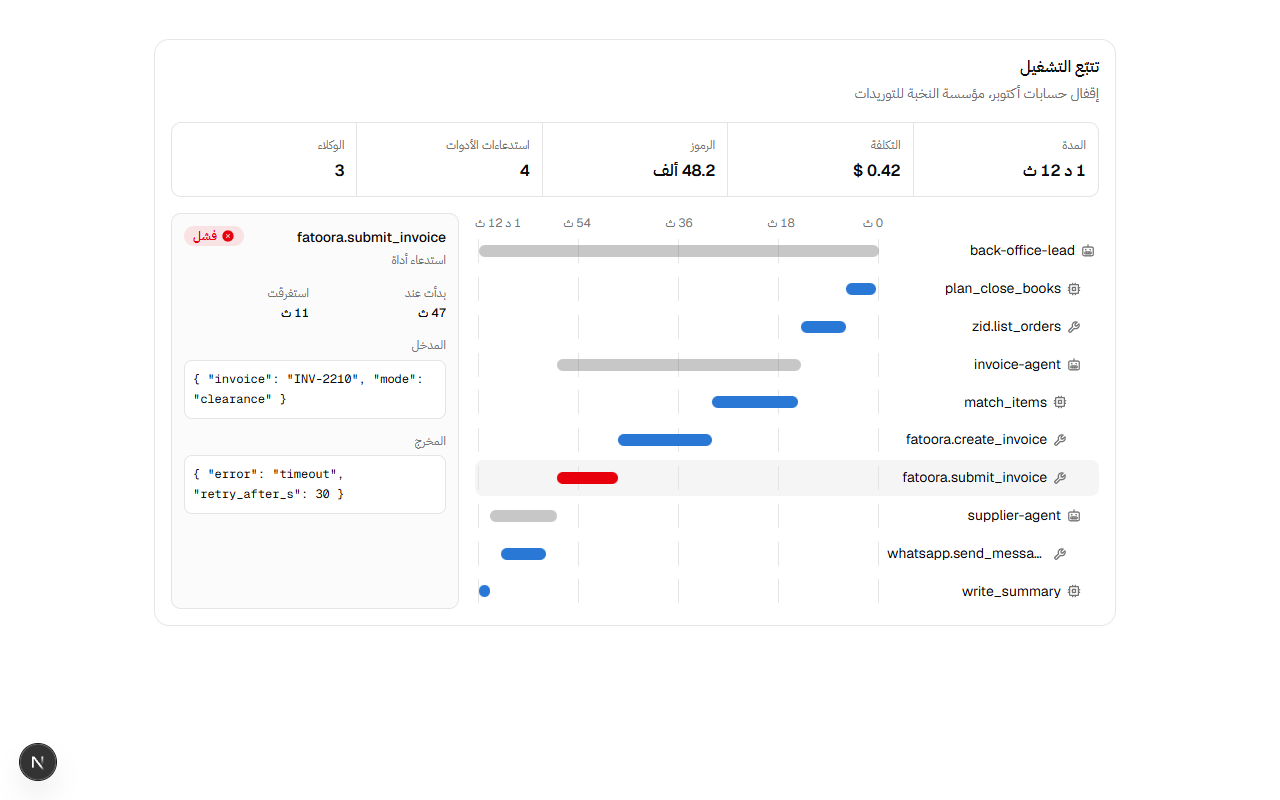 تتبّع التشغيل
إقفال حسابات أكتوبر، مؤسسة النخبة للتوريدات
المدة
1 د 12 ث
التكلفة
0.42 $
الرموز
48.2 ألف
استدعاءات الأدوات
4
الوكلاء
3
0 ث
18 ث
36 ث
54 ث
1 د 12 ث
back-office-lead
plan_close_books
zid.list_orders
invoice-agent
match_items
fatoora.create_invoice
fatoora.submit_invoice
supplier-agent
whatsapp.send_messa…
write_summary
fatoora.submit_invoice
فشل
استدعاء أداة
بدأت عند
47 ث
استغرقت
11 ث
المدخل
{ "invoice": "INV-2210", "mode":
"clearance" }
المخرج
{ "error": "timeout",
"retry_after_s": 30 }
N